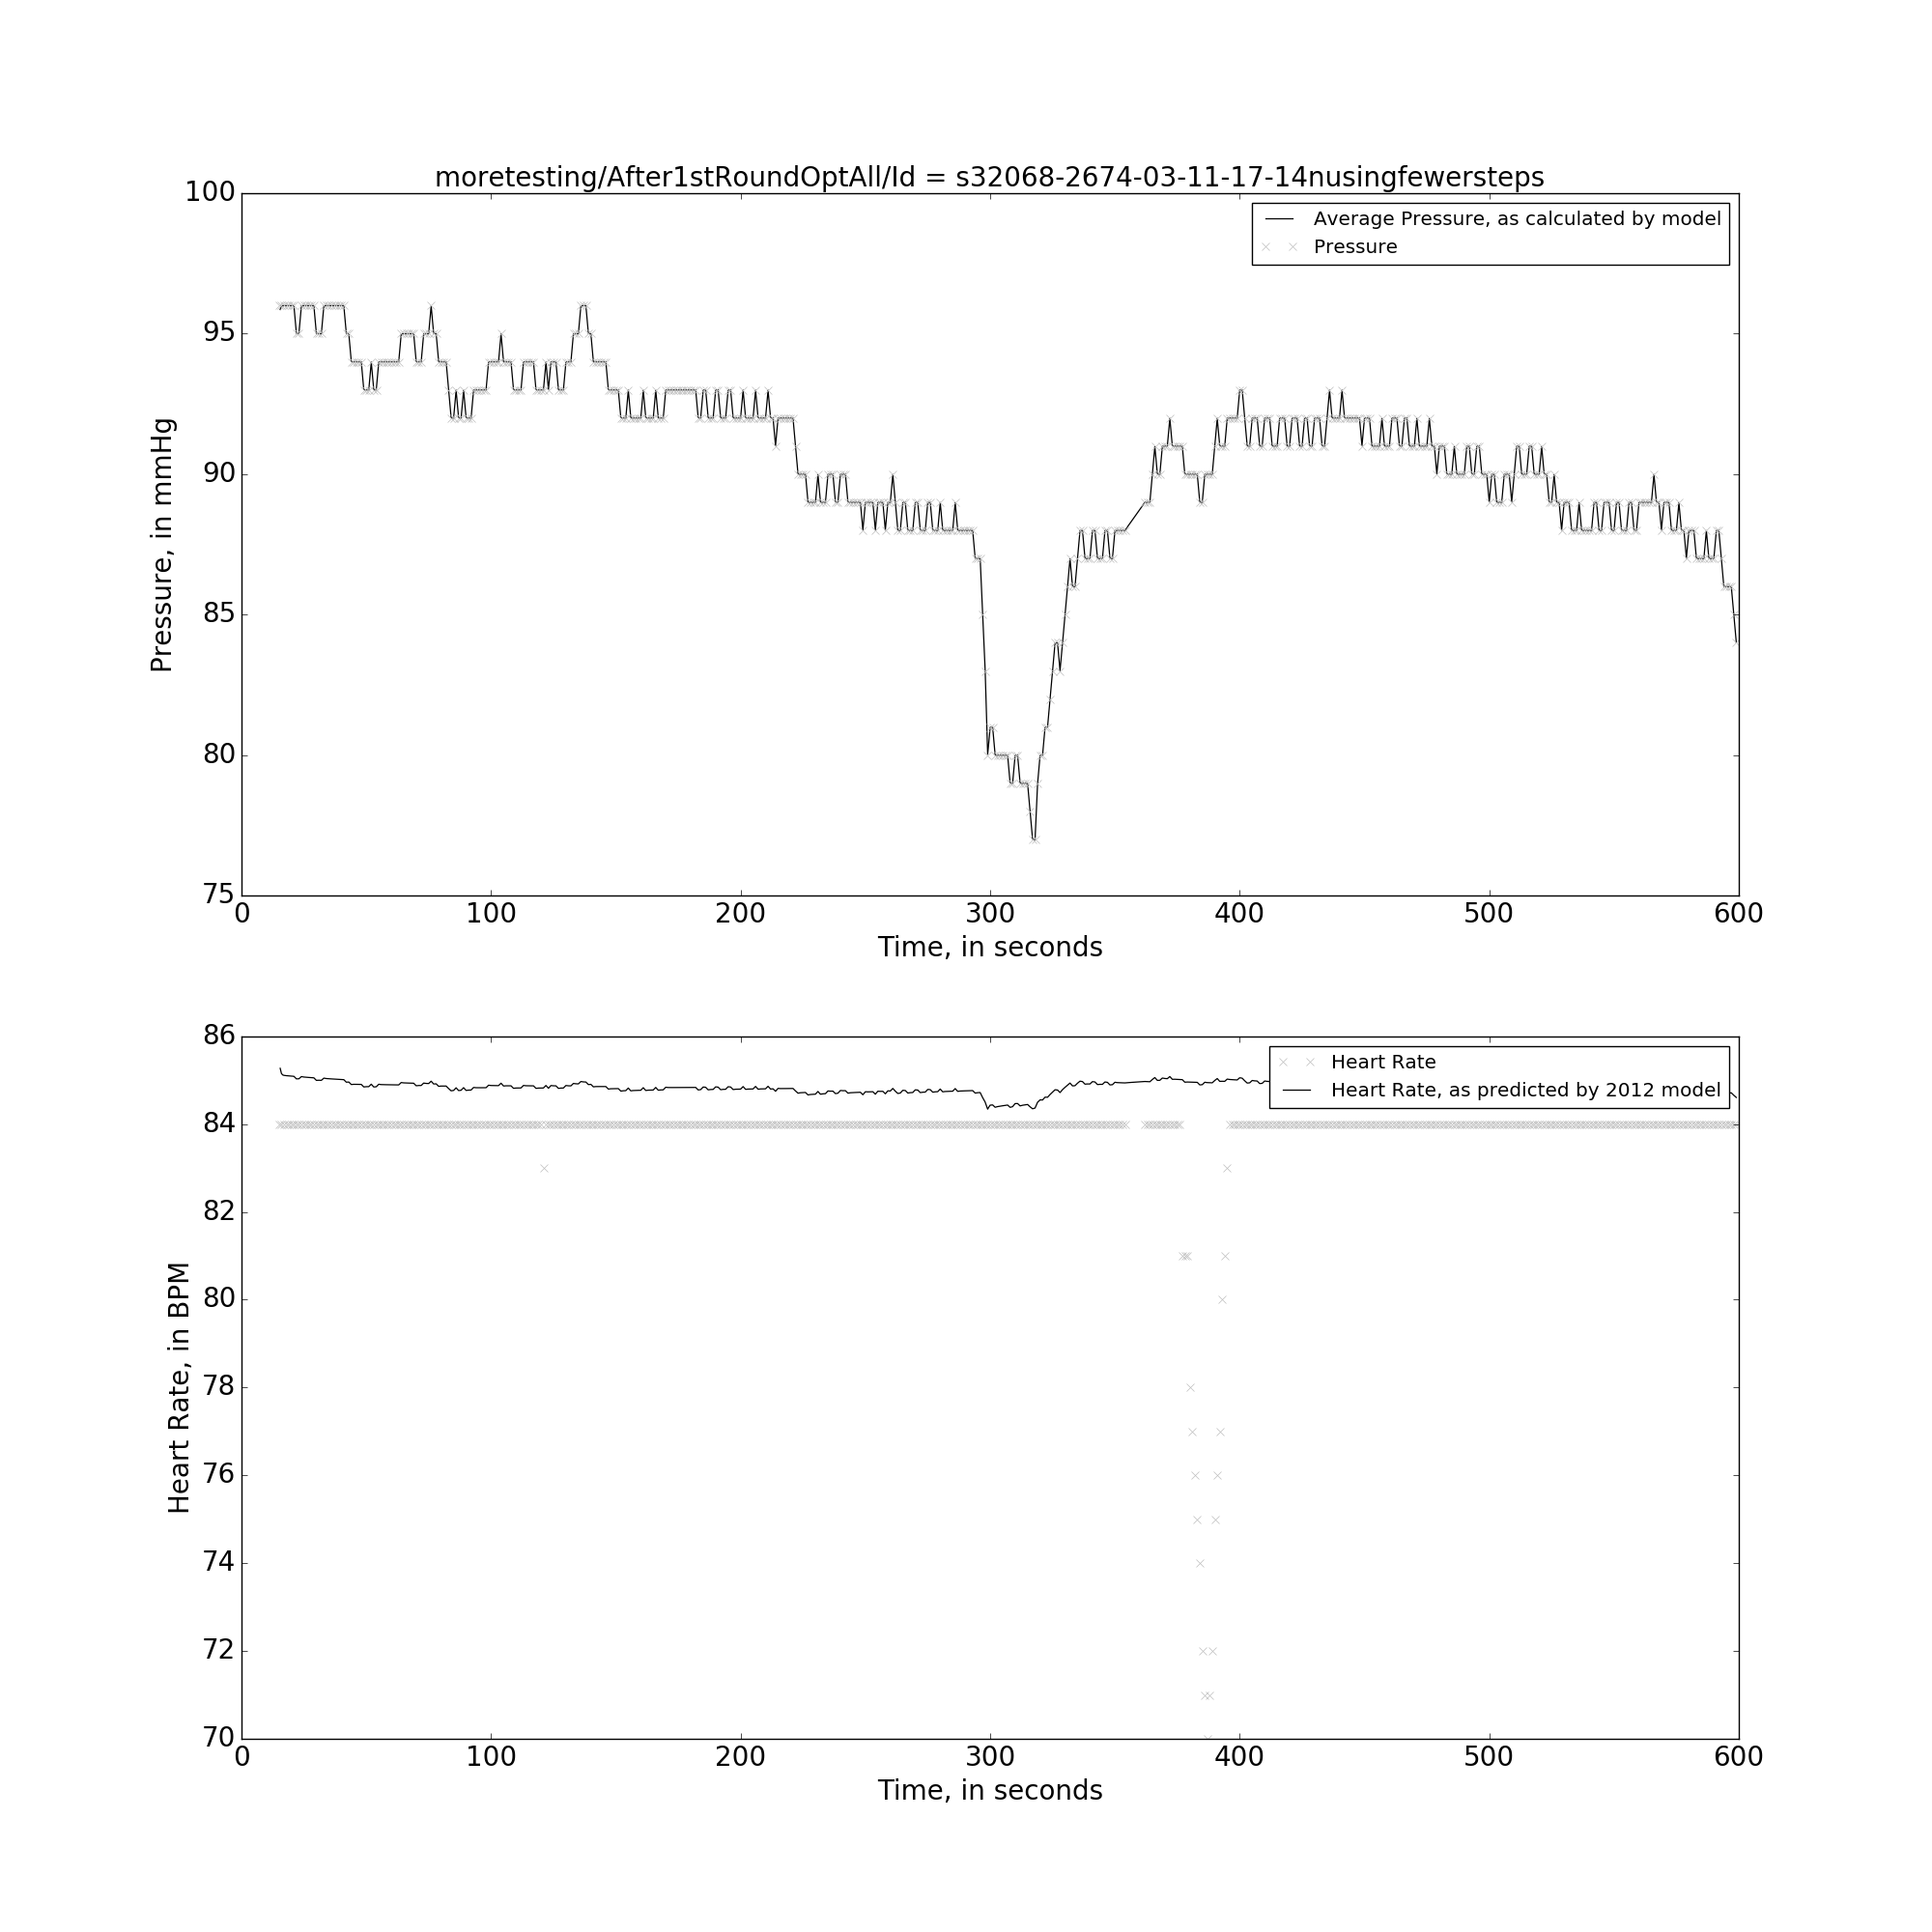 moretesting/After1stRoundOptAll/Id = s32068-2674-03-11-17-14nusingfewersteps
100
95
90
85
80
75
Pressure, in mmHg
Average Pressure, as calculated by model
Pressure
0 100 200 300 400 500 600
Time, in seconds
86
84
82
80
78
76
74
72
70
Heart Rate, in BPM
Heart Rate
Heart Rate, as predicted by 2012 model
0 100 200 300 400 500 600
Time, in seconds